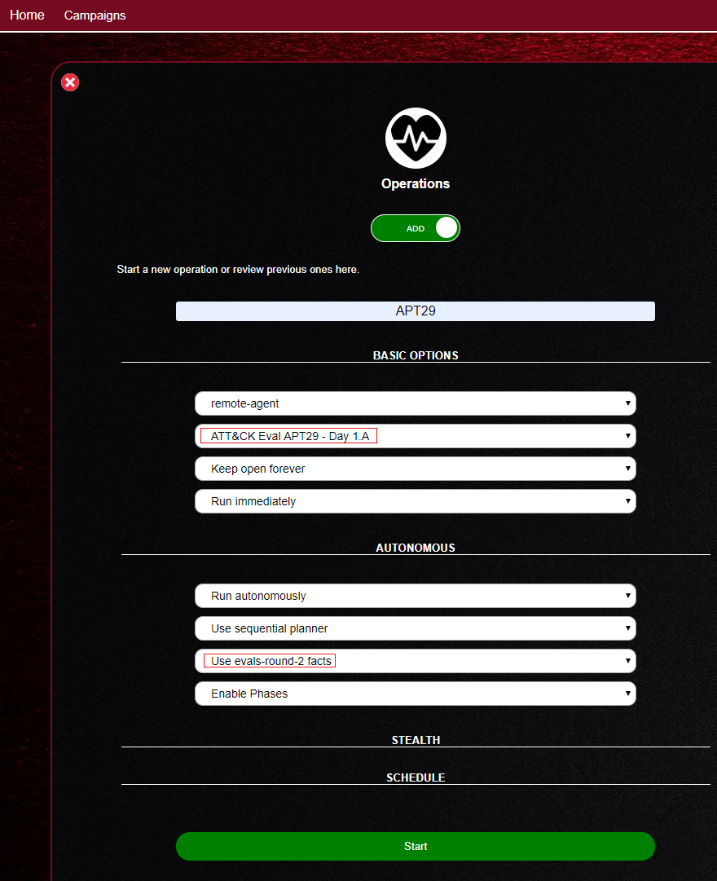 Home Campaigns
Operations
ADD
Start a new operation or review previous ones here.
APT29
BASIC OPTIONS
remote-agent
ATT&CK Eval APT29 - Day 1.A
Keep open forever
Run immediately
AUTONOMOUS
Run autonomously
Use sequential planner
Use evals-round-2 facts
Enable Phases
STEALTH
SCHEDULE
Start